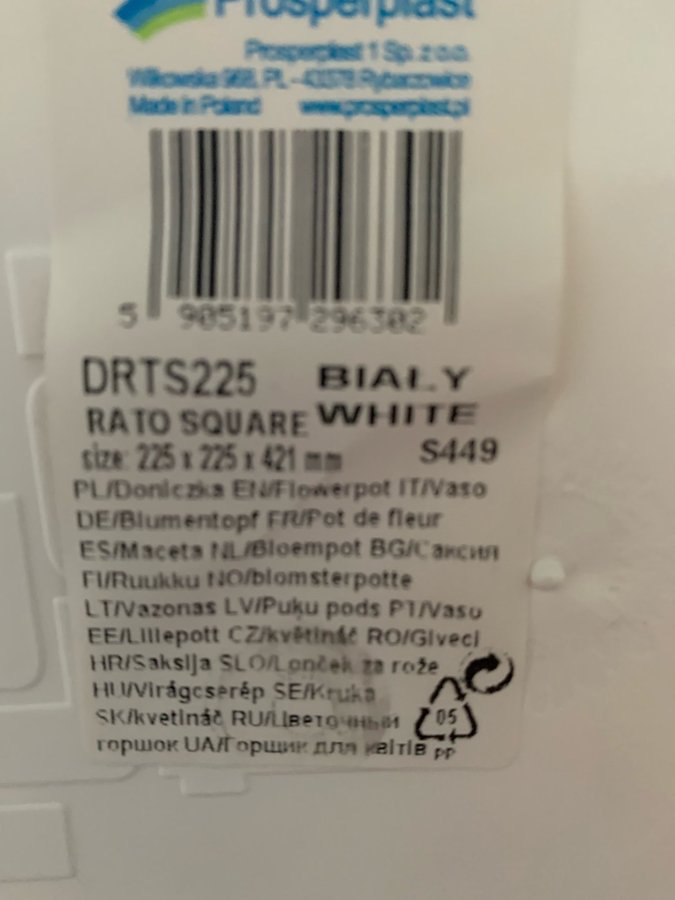 Prosperplast
Prosperplast 1 Sp. z o.o.
Wilkowska 968, PL - 43378 Rybarzowice
Made in Poland www.prosperplast.pl
5 905197 296302
DRTS225 BIAŁY
RATO SQUARE WHITE
size: 225 x 225 x 421 mm S449
PL/Doniczka EN/Flowerpot IT/Vaso
DE/Blumentopf FR/Pot de fleur
ES/Maceta NL/Bloempot BG/Саксия
FI/Ruukku NO/blomsterpotte
LT/Vazonas LV/Puķu pods PT/Vaso
EE/Lillepott CZ/květináč RO/Giveci
HR/Saksija SLO/Lonček za rože
HU/Virágcserép SE/Kruka
SK/kvetináč RU/Цветочный
горшок UA/Горщик для квітів
05
PP